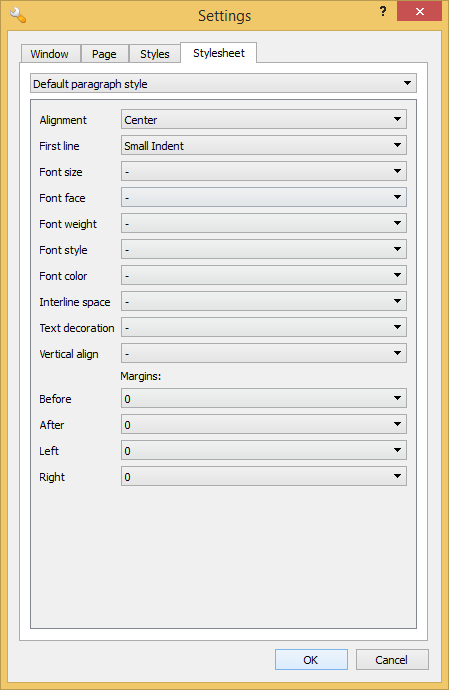 Settings
?
Window Page Styles Stylesheet
Default paragraph style
Alignment Center
First line Small Indent
Font size -
Font face -
Font weight -
Font style -
Font color -
Interline space -
Text decoration -
Vertical align -
Margins:
Before 0
After 0
Left 0
Right 0
OK Cancel